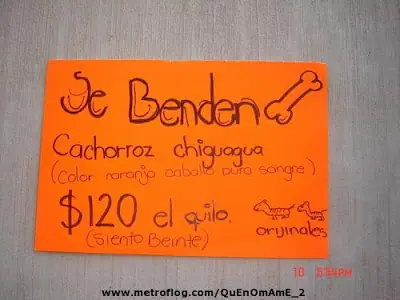 Se Benden
Cachorroz chiguagua
(color naranja caballo pura sangre)
$120 el quilo.
(siento Beinte)
orijinales
10 5:54PM
www.metroflog.com/QuEnOmAmE_2